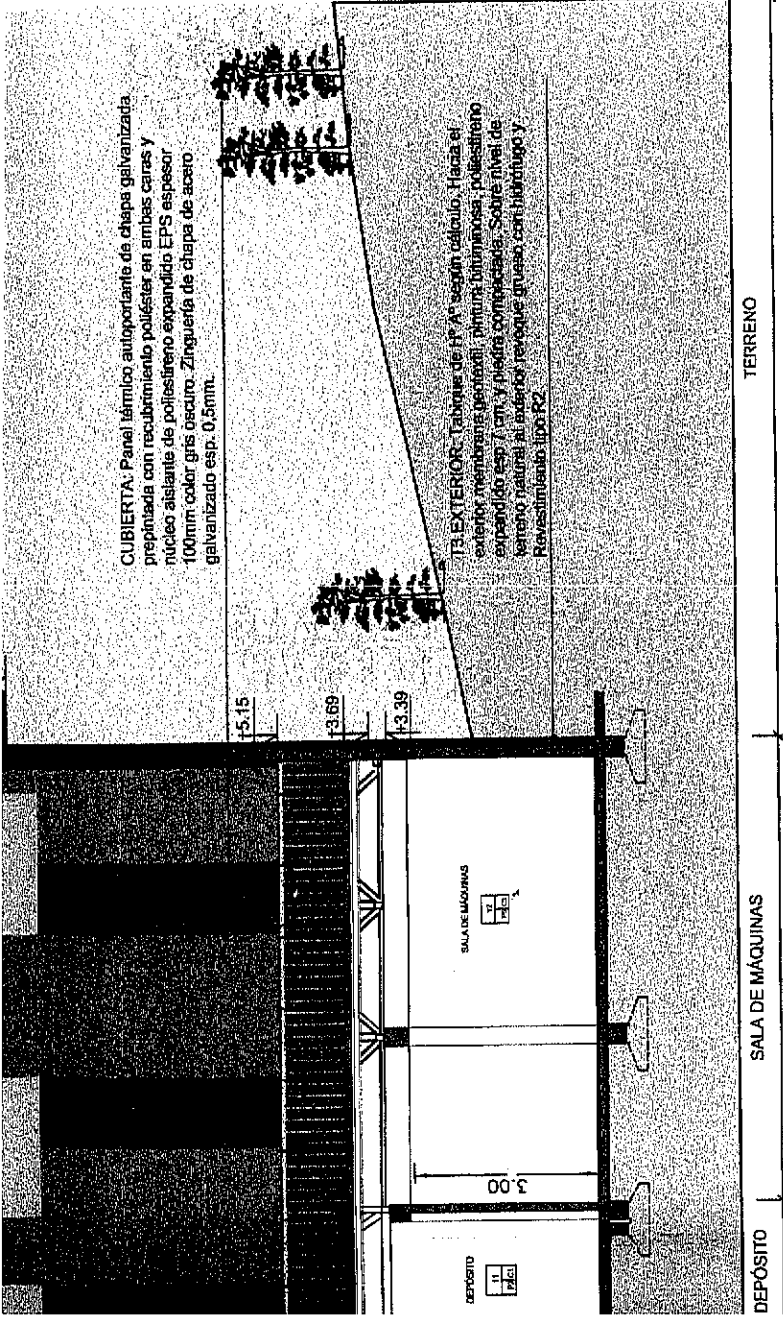 CUBIERTA: Panel térmico autoportante de chapa galvanizada
prepintada con recubrimiento poliéster en ambas caras y
núcleo aislante de poliestireno expandido EPS espesor
100mm color gris oscuro. Zinguería de chapa de acero
galvanizado esp. 0,5mm.
T3.EXTERIOR: Tabique de H° A° según cálculo. Hacia el
exterior membrana geotextil, pintura bituminosa, poliestireno
expandido esp 7 cm y piedra compactada. Sobre nivel de
terreno natural al exterior revoque grueso con hidrófugo y
Revestimiento tipo R2
+5.15
+3.69
+3.39
SALA DE MÁQUINAS
12
3.00
DEPÓSITO
11
DEPÓSITO
SALA DE MÁQUINAS
TERRENO